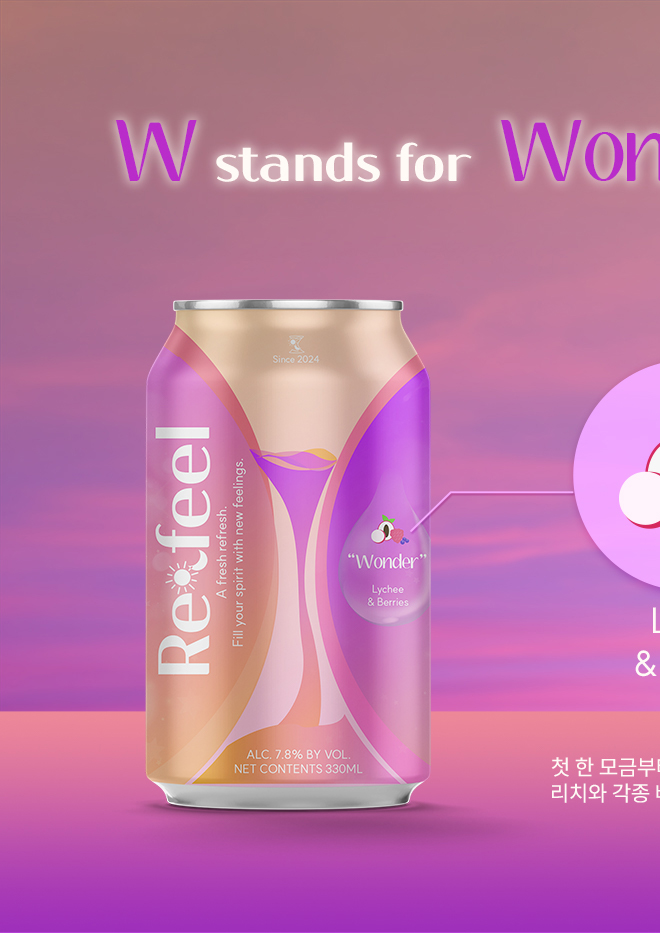 W stands for Won
Since 2024
Re feel
A fresh refresh.
Fill your spirit with new feelings.
“Wonder”
Lychee
& Berries
ALC. 7.8% BY VOL.
NET CONTENTS 330ML
L
&
첫 한 모금부터
리치와 각종